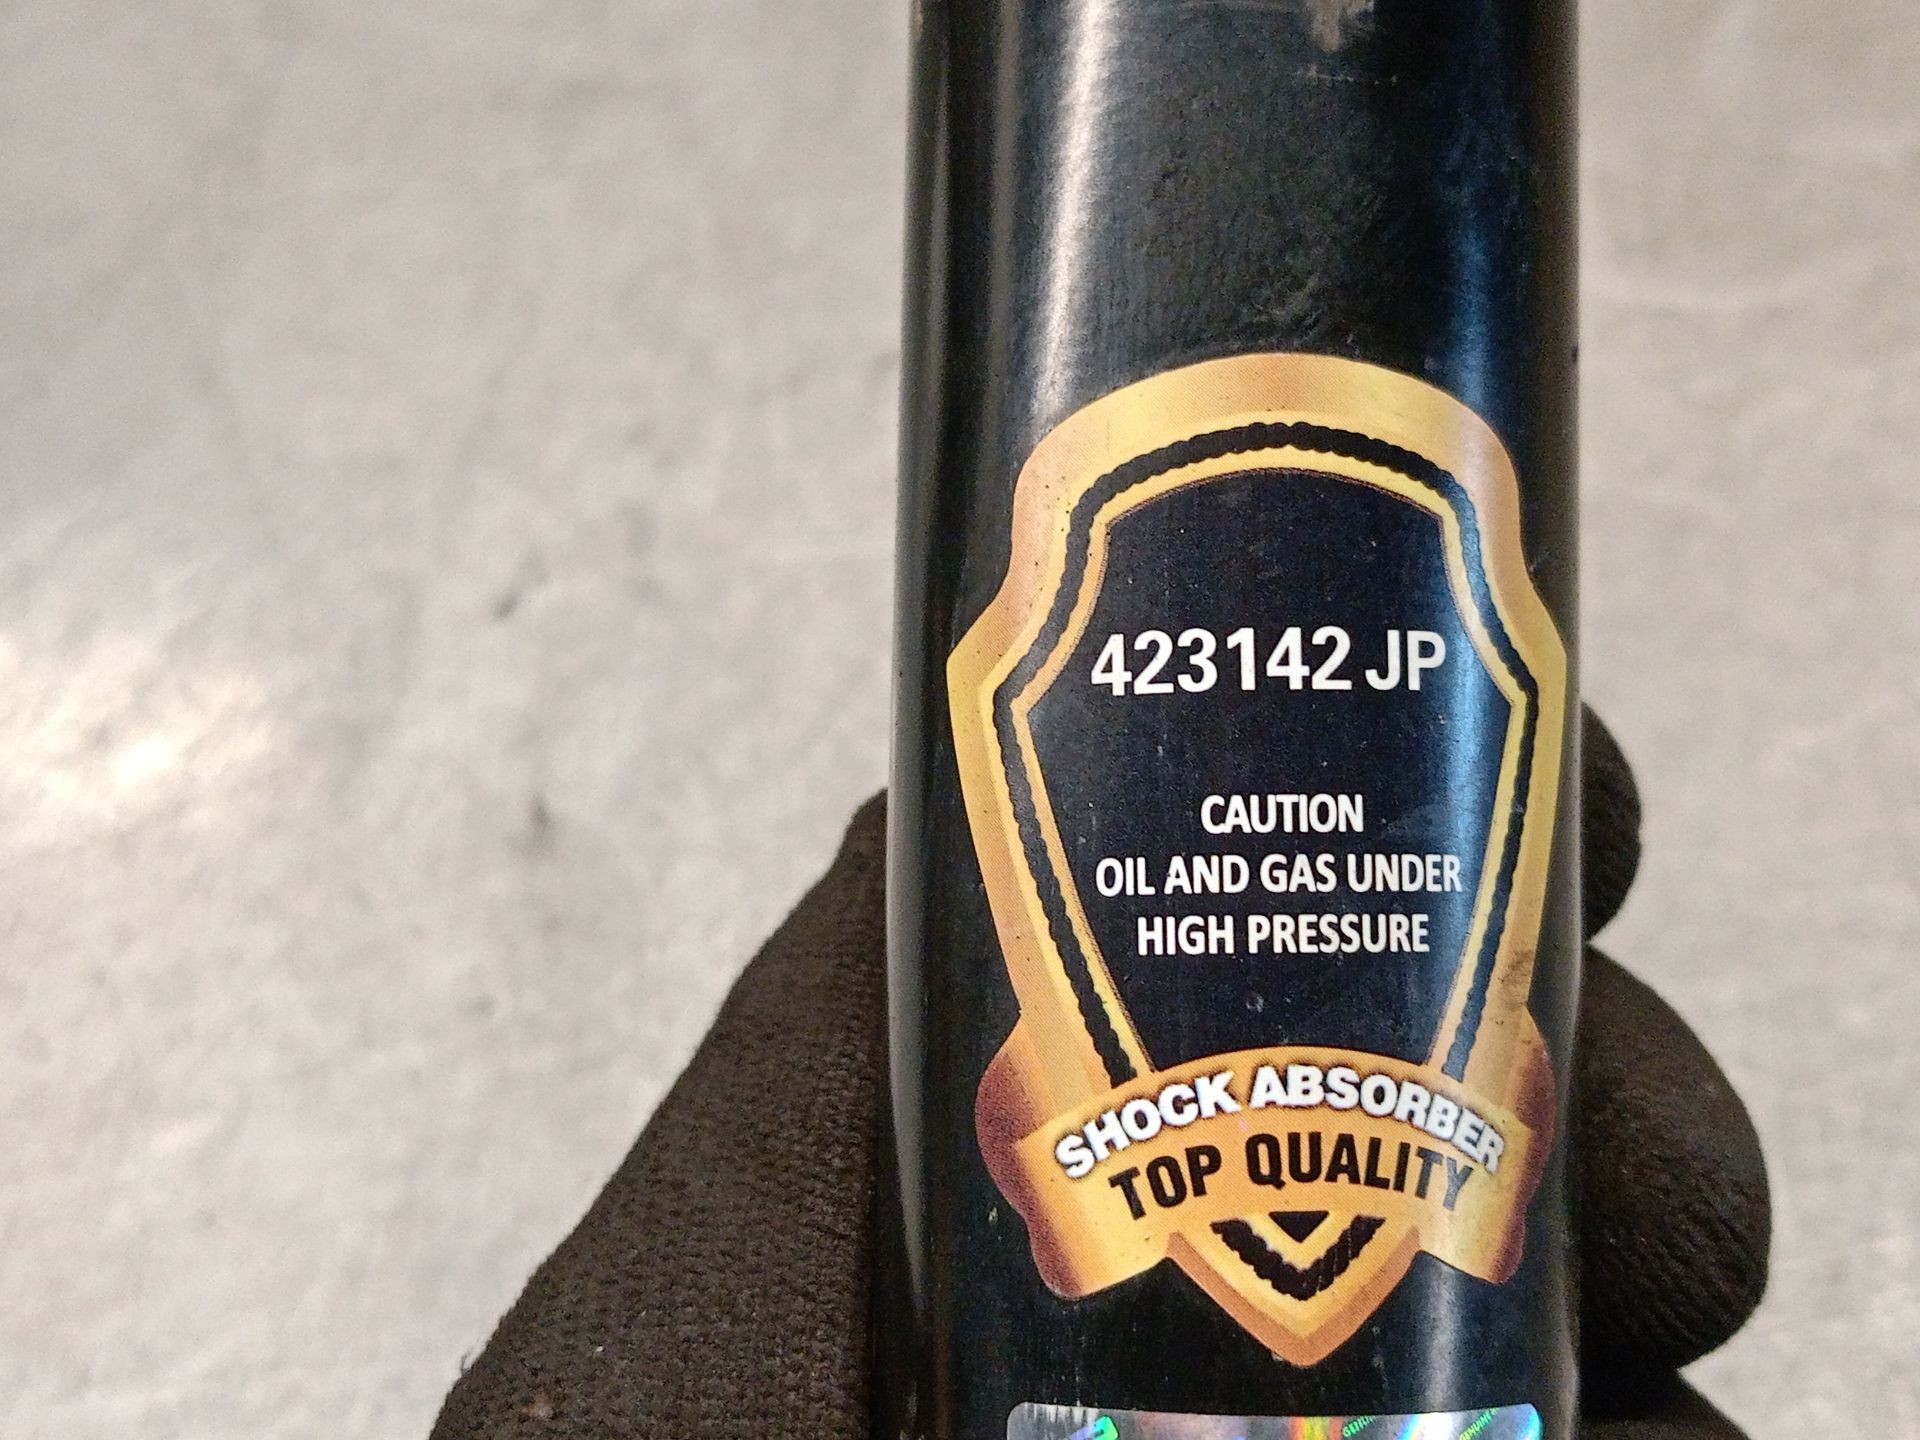 423142 JP
CAUTION
OIL AND GAS UNDER
HIGH PRESSURE
SHOCK ABSORBER
TOP QUALITY